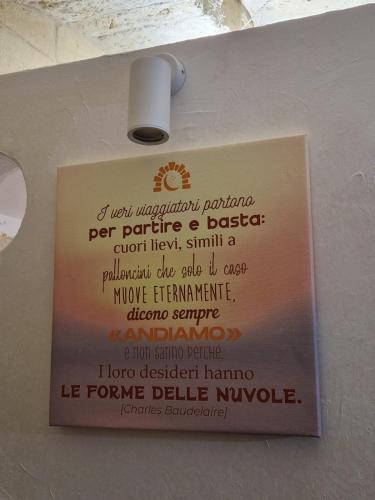 I veri viaggiatori partono
per partire e basta:
cuori lievi, simili a
palloncini che solo il caso
MUOVE ETERNAMENTE,
dicono sempre
«ANDIAMO»
e non sanno perché.
I loro desideri hanno
LE FORME DELLE NUVOLE.
[Charles Baudelaire]